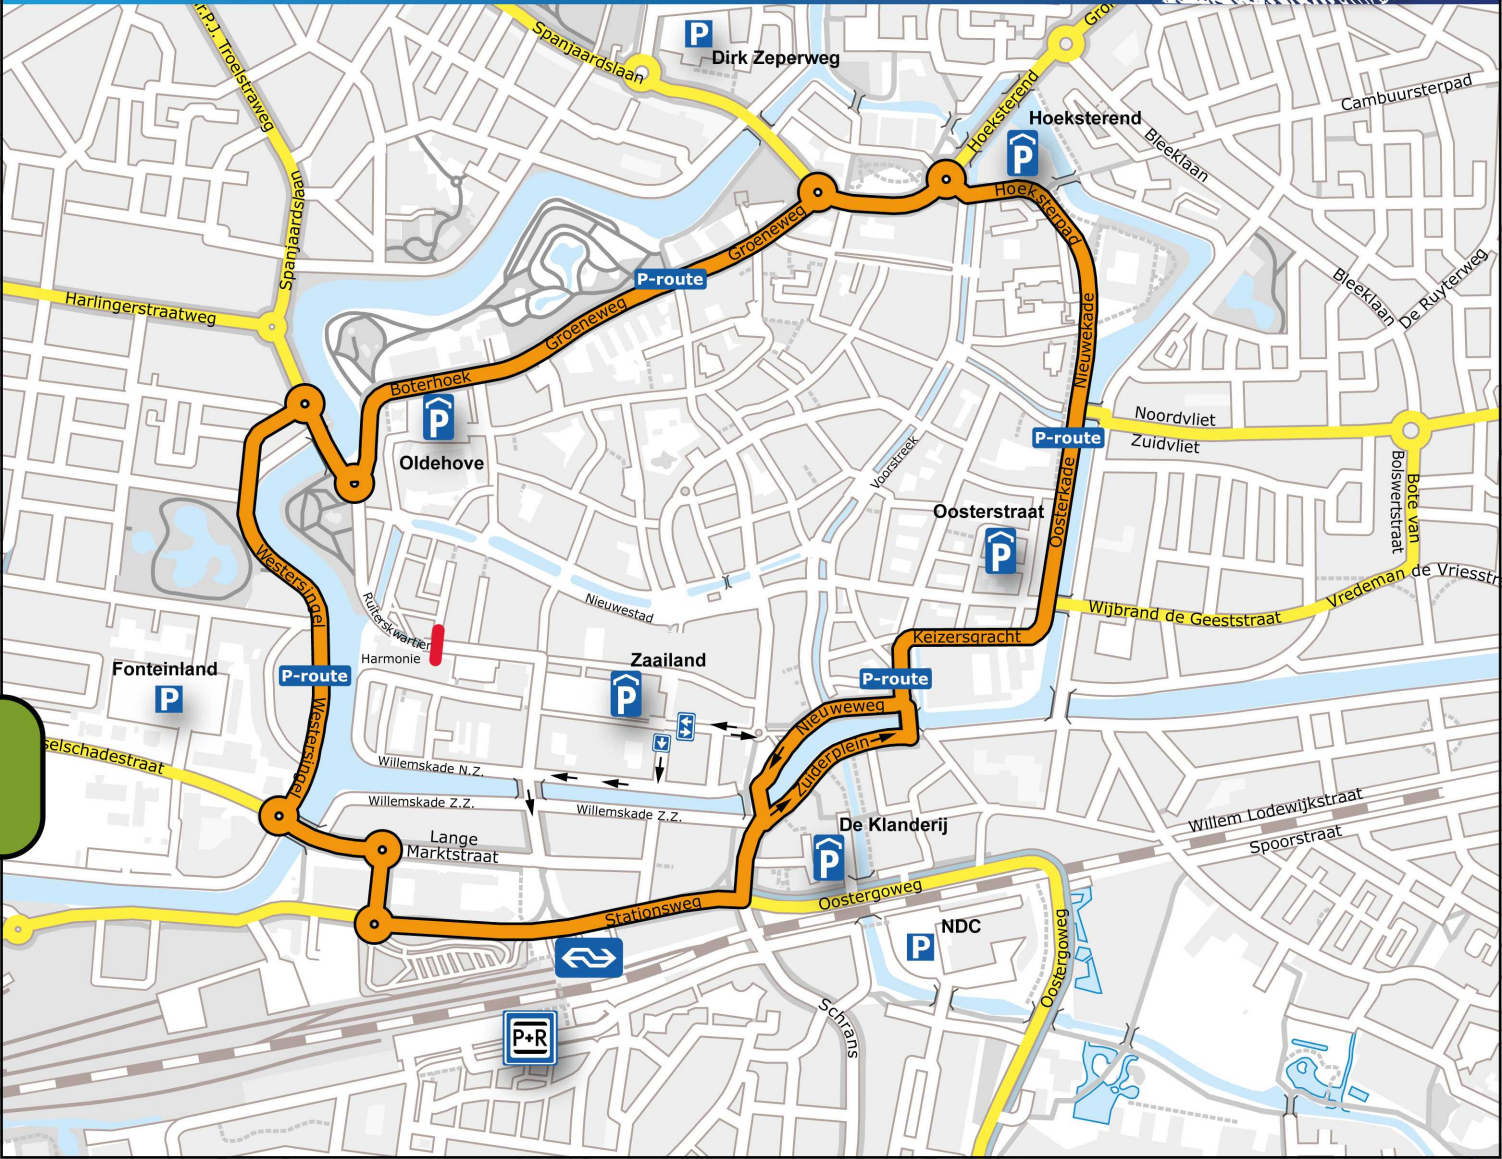 r.P.J. Troelstraweg
Spanjaardslaan
P
Dirk Zeperweg
Hoeksterend
Cambuursterpad
Hoeksterend
P
Bleeklaan
Spanjaardslaan
Hoeksterpad
Groeneweg
P-route
Bleeklaan
De Ruyterweg
Harlingerstraatweg
Groeneweg
Nieuwekade
Boterhoek
P
Oldehove
Noordvliet
P-route
Zuidvliet
Voorstreek
Bolswertstraat
Bote van
Oosterkade
Oosterstraat
P
Westersingel
Vredeman de Vriesstr
Nieuwestad
Wijbrand de Geeststraat
Ruiterskwartier
Harmonie
Keizersgracht
Fonteinland
P
P-route
Zaailand
P
P-route
Westersingel
Nieuweweg
Zuiderplein
selschadestraat
Willemskade N.Z.
Willemskade Z.Z.
Willemskade Z.Z.
De Klanderij
P
Willem Lodewijkstraat
Spoorstraat
Lange
Marktstraat
Stationsweg
Oostergoweg
NDC
P
Oostergoweg
P+R
Schrans